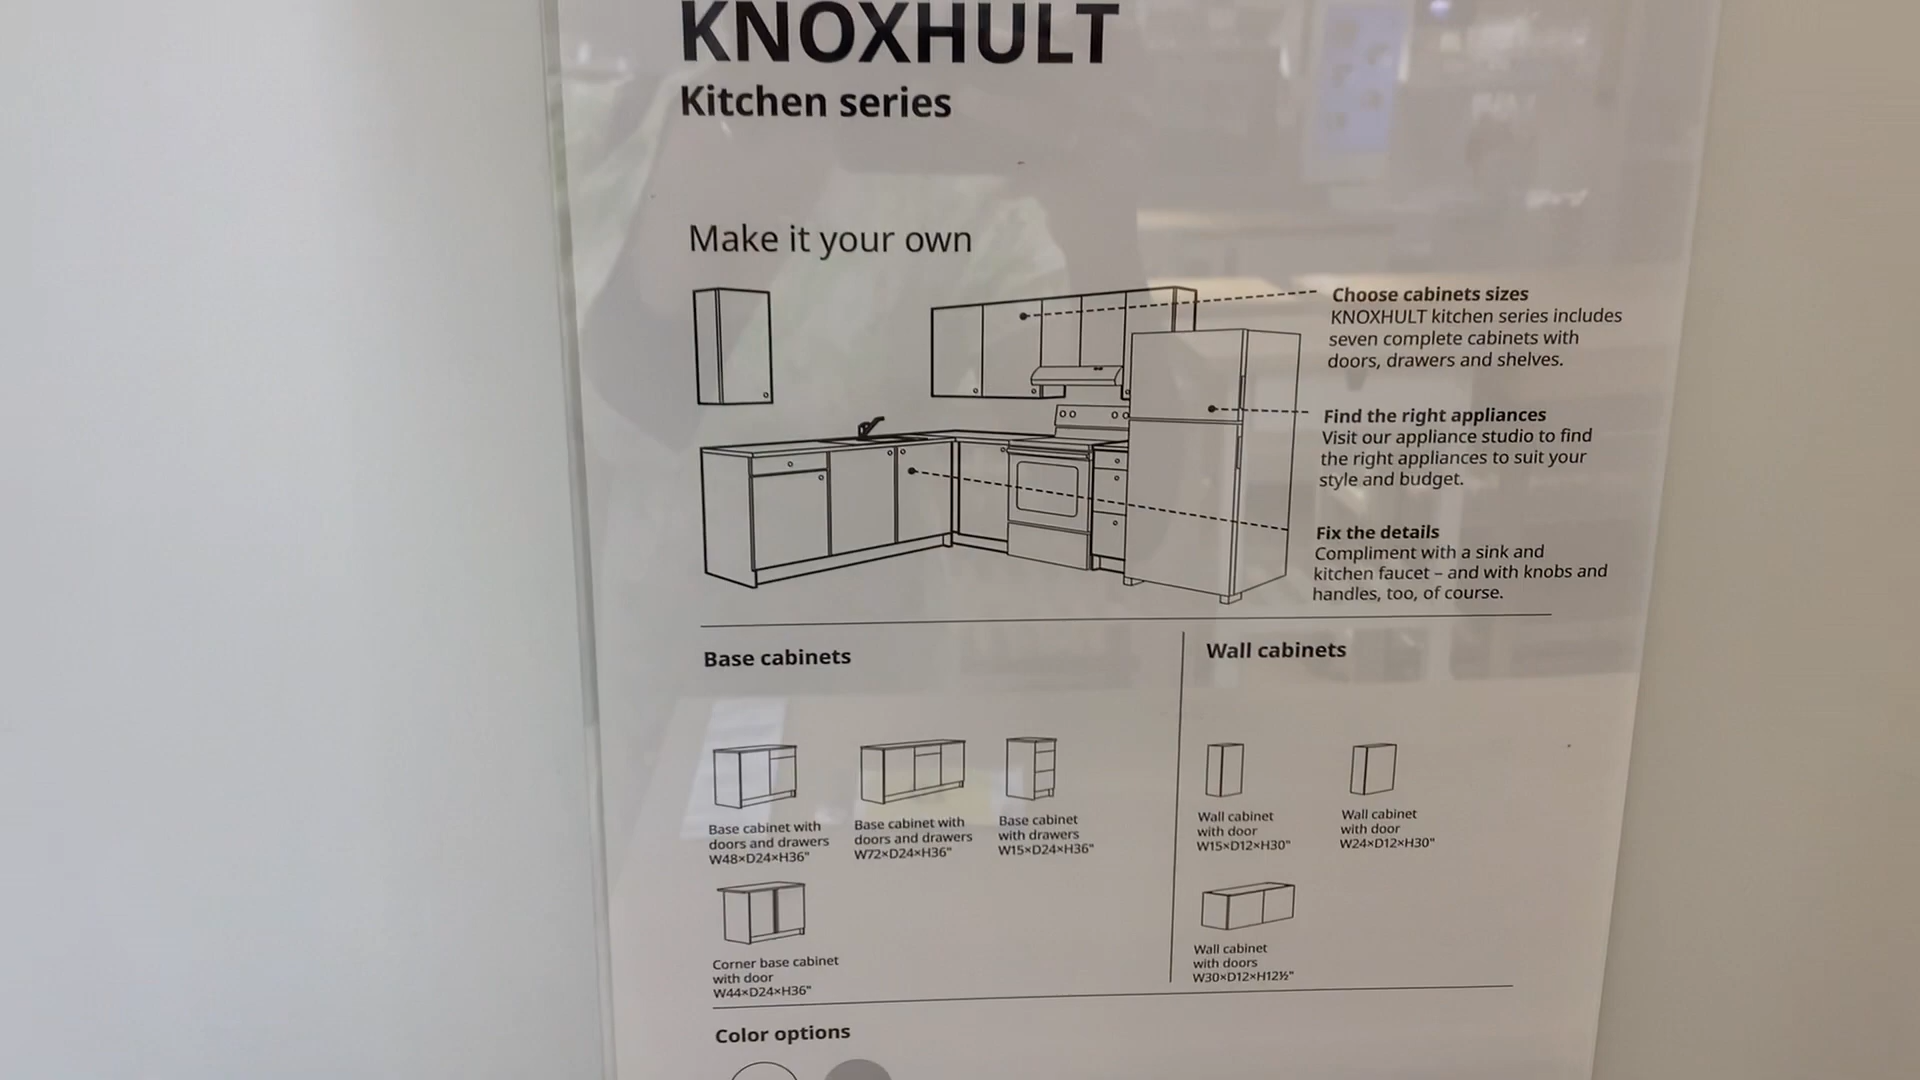 KNOXHULT
Kitchen series
Make it your own
Choose cabinets sizes
KNOXHULT kitchen series includes
seven complete cabinets with
doors, drawers and shelves.
Find the right appliances
Visit our appliance studio to find
the right appliances to suit your
style and budget.
Fix the details
Compliment with a sink and
kitchen faucet – and with knobs and
handles, too, of course.
Base cabinets
Base cabinet with
doors and drawers
W48×D24×H36"
Base cabinet with
doors and drawers
W72×D24×H36"
Base cabinet
with drawers
W15×D24×H36"
Corner base cabinet
with door
W44×D24×H36"
Wall cabinets
Wall cabinet
with door
W15×D12×H30"
Wall cabinet
with door
W24×D12×H30"
Wall cabinet
with doors
W30×D12×H12½"
Color options